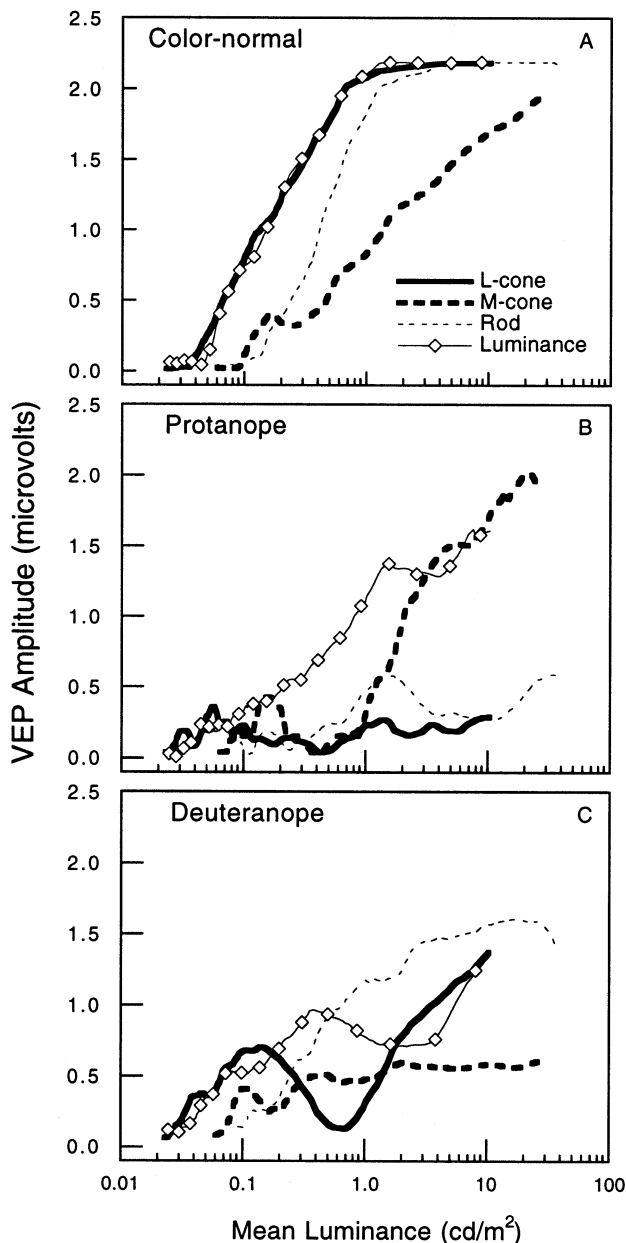 VEP Amplitude (microvolts)
Color-normal A
2.5
2.0
1.5
1.0
0.5
0.0
L-cone
M-cone
Rod
Luminance
Protanope B
2.5
2.0
1.5
1.0
0.5
0.0
Deuteranope C
2.5
2.0
1.5
1.0
0.5
0.0
0.01 0.1 1.0 10 100
Mean Luminance (cd/m²)